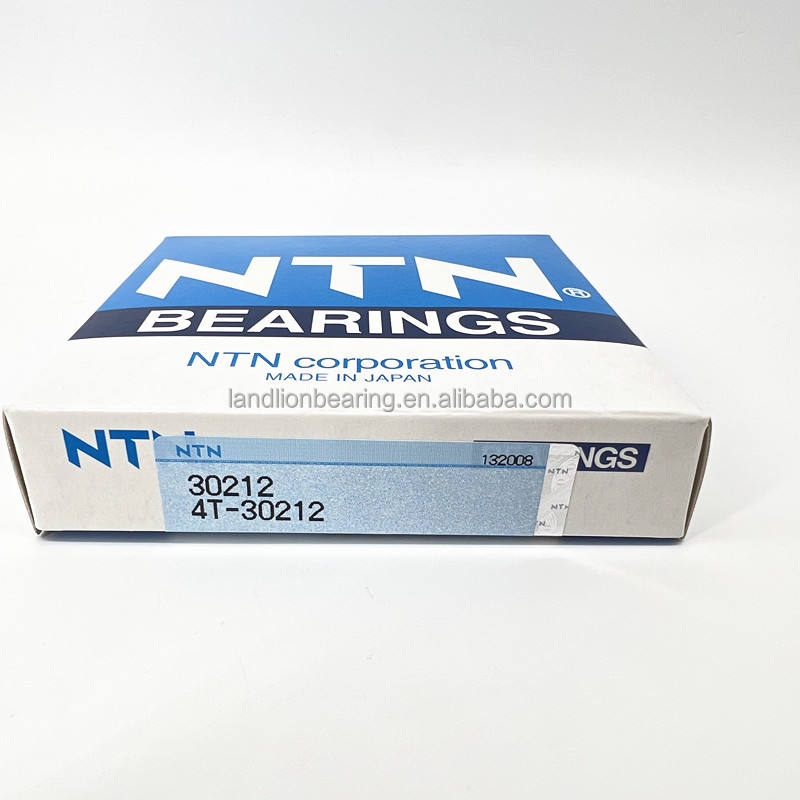 NTN®
BEARINGS
NTN corporation
MADE IN JAPAN
landlionbearing.en.alibaba.com
NTN
NTN 132008 NGS
30212
4T-30212
NTN
NTN
NTN